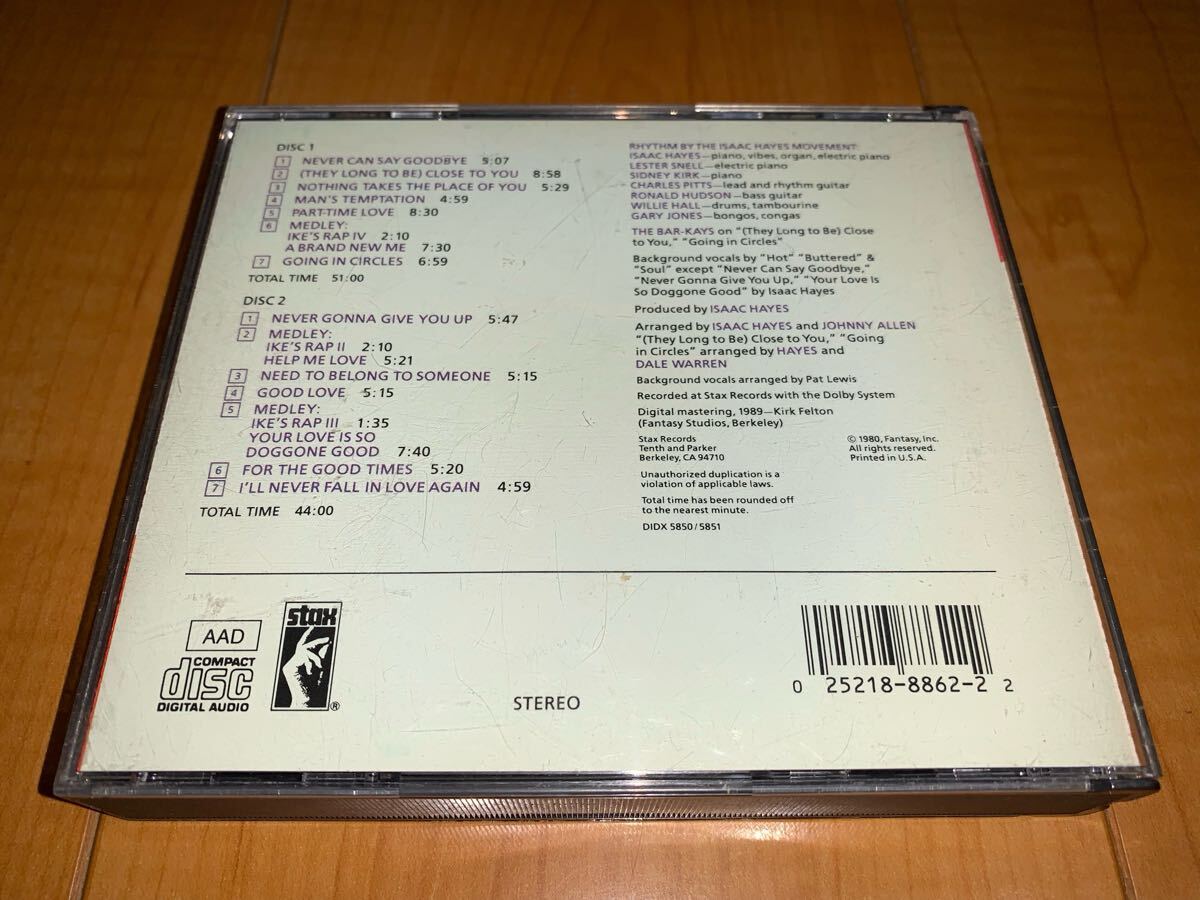 DISC 1
1 NEVER CAN SAY GOODBYE 5:07
2 (THEY LONG TO BE) CLOSE TO YOU 8:58
3 NOTHING TAKES THE PLACE OF YOU 5:29
4 MAN'S TEMPTATION 4:59
5 PART-TIME LOVE 8:30
6 MEDLEY:
IKE'S RAP IV 2:10
A BRAND NEW ME 7:30
7 GOING IN CIRCLES 6:59
TOTAL TIME 51:00
DISC 2
1 NEVER GONNA GIVE YOU UP 5:47
2 MEDLEY:
IKE'S RAP II 2:10
HELP ME LOVE 5:21
3 NEED TO BELONG TO SOMEONE 5:15
4 GOOD LOVE 5:15
5 MEDLEY:
IKE'S RAP III 1:35
YOUR LOVE IS SO
DOGGONE GOOD 7:40
6 FOR THE GOOD TIMES 5:20
7 I'LL NEVER FALL IN LOVE AGAIN 4:59
TOTAL TIME 44:00
RHYTHM BY THE ISAAC HAYES MOVEMENT:
ISAAC HAYES—piano, vibes, organ, electric piano
LESTER SNELL—electric piano
SIDNEY KIRK—piano
CHARLES PITTS—lead and rhythm guitar
RONALD HUDSON—bass guitar
WILLIE HALL—drums, tambourine
GARY JONES—bongos, congas
THE BAR-KAYS on "(They Long to Be) Close
to You," "Going in Circles"
Background vocals by "Hot" "Buttered" &
"Soul" except "Never Can Say Goodbye,"
"Never Gonna Give You Up," "Your Love Is
So Doggone Good" by Isaac Hayes
Produced by ISAAC HAYES
Arranged by ISAAC HAYES and JOHNNY ALLEN
"(They Long to Be) Close to You," "Going
in Circles" arranged by HAYES and
DALE WARREN
Background vocals arranged by Pat Lewis
Recorded at Stax Records with the Dolby System
Digital mastering, 1989—Kirk Felton
(Fantasy Studios, Berkeley)
Stax Records
Tenth and Parker
Berkeley, CA 94710
© 1980, Fantasy, Inc.
All rights reserved.
Printed in U.S.A.
Unauthorized duplication is a
violation of applicable laws.
Total time has been rounded off
to the nearest minute.
DIDX 5850/5851
AAD
COMPACT
disc
DIGITAL AUDIO
stax
®
STEREO
0 25218-8862-2 2